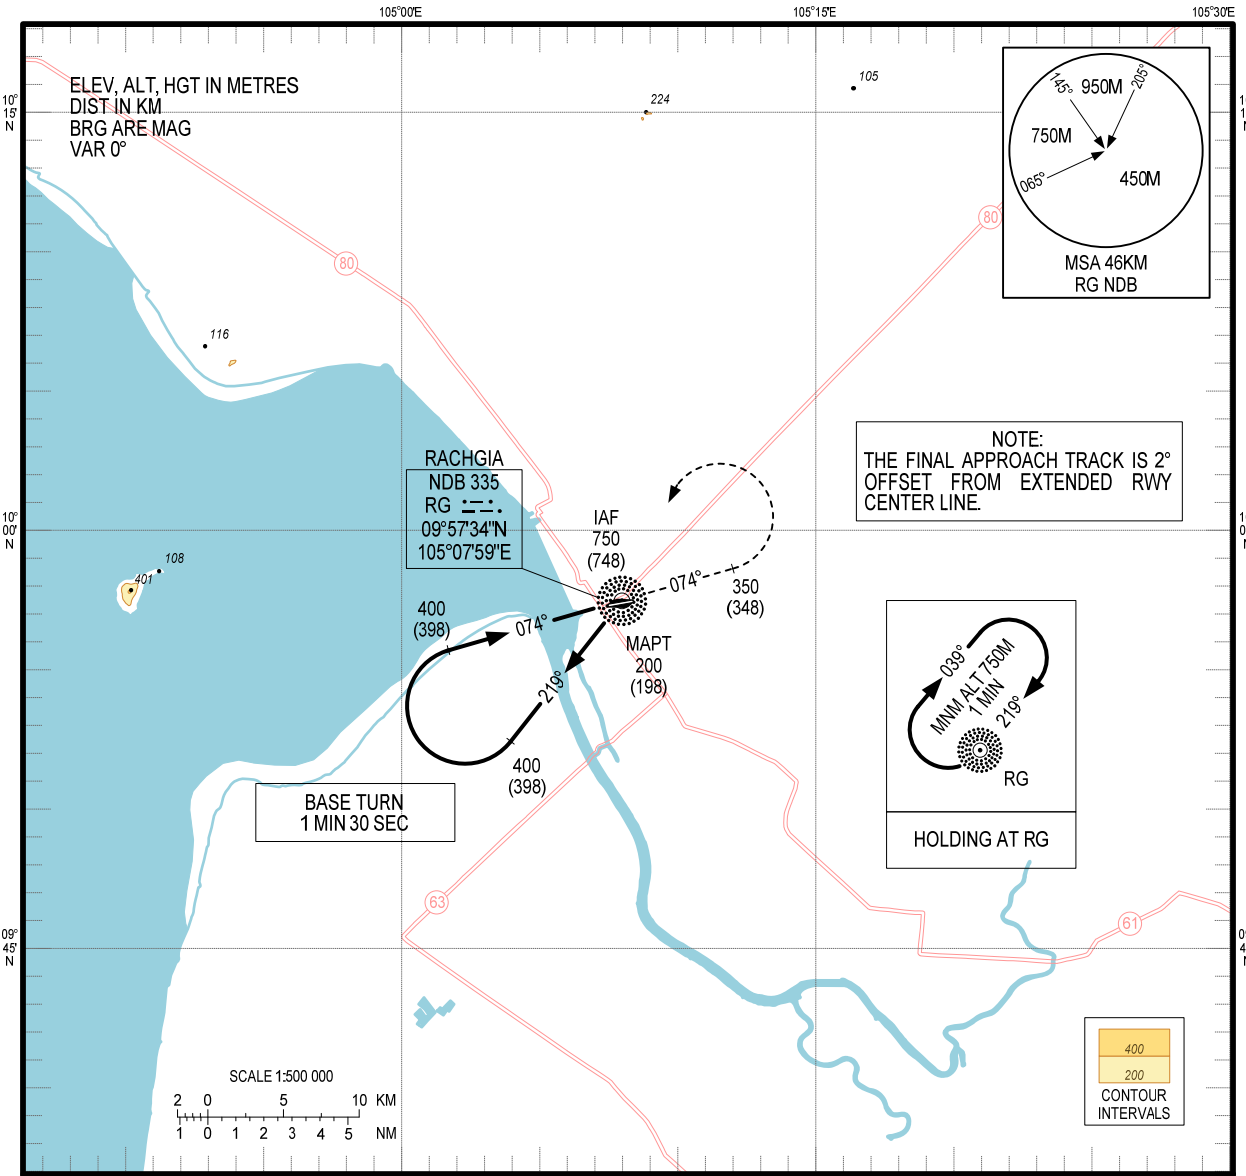 105°00'E
105°15'E
105°30'E
ELEV, ALT, HGT IN METRES
DIST IN KM
BRG ARE MAG
VAR 0°
10°
15'
N
224
105
145°
950M
205°
750M
065°
450M
MSA 46KM
RG NDB
80
80
116
NOTE:
THE FINAL APPROACH TRACK IS 2°
OFFSET FROM EXTENDED RWY
CENTER LINE.
RACHGIA
NDB 335
RG
09°57'34"N
105°07'59"E
IAF
750
(748)
10°
00'
N
108
401
074°
350
(348)
400
(398)
074°
MAPT
200
(198)
219°
400
(398)
BASE TURN
1 MIN 30 SEC
039°
MNM ALT 750M
1 MIN
219°
RG
HOLDING AT RG
63
61
09°
45'
N
SCALE 1:500 000
2 0 5 10 KM
1 0 1 2 3 4 5 NM
400
200
CONTOUR
INTERVALS